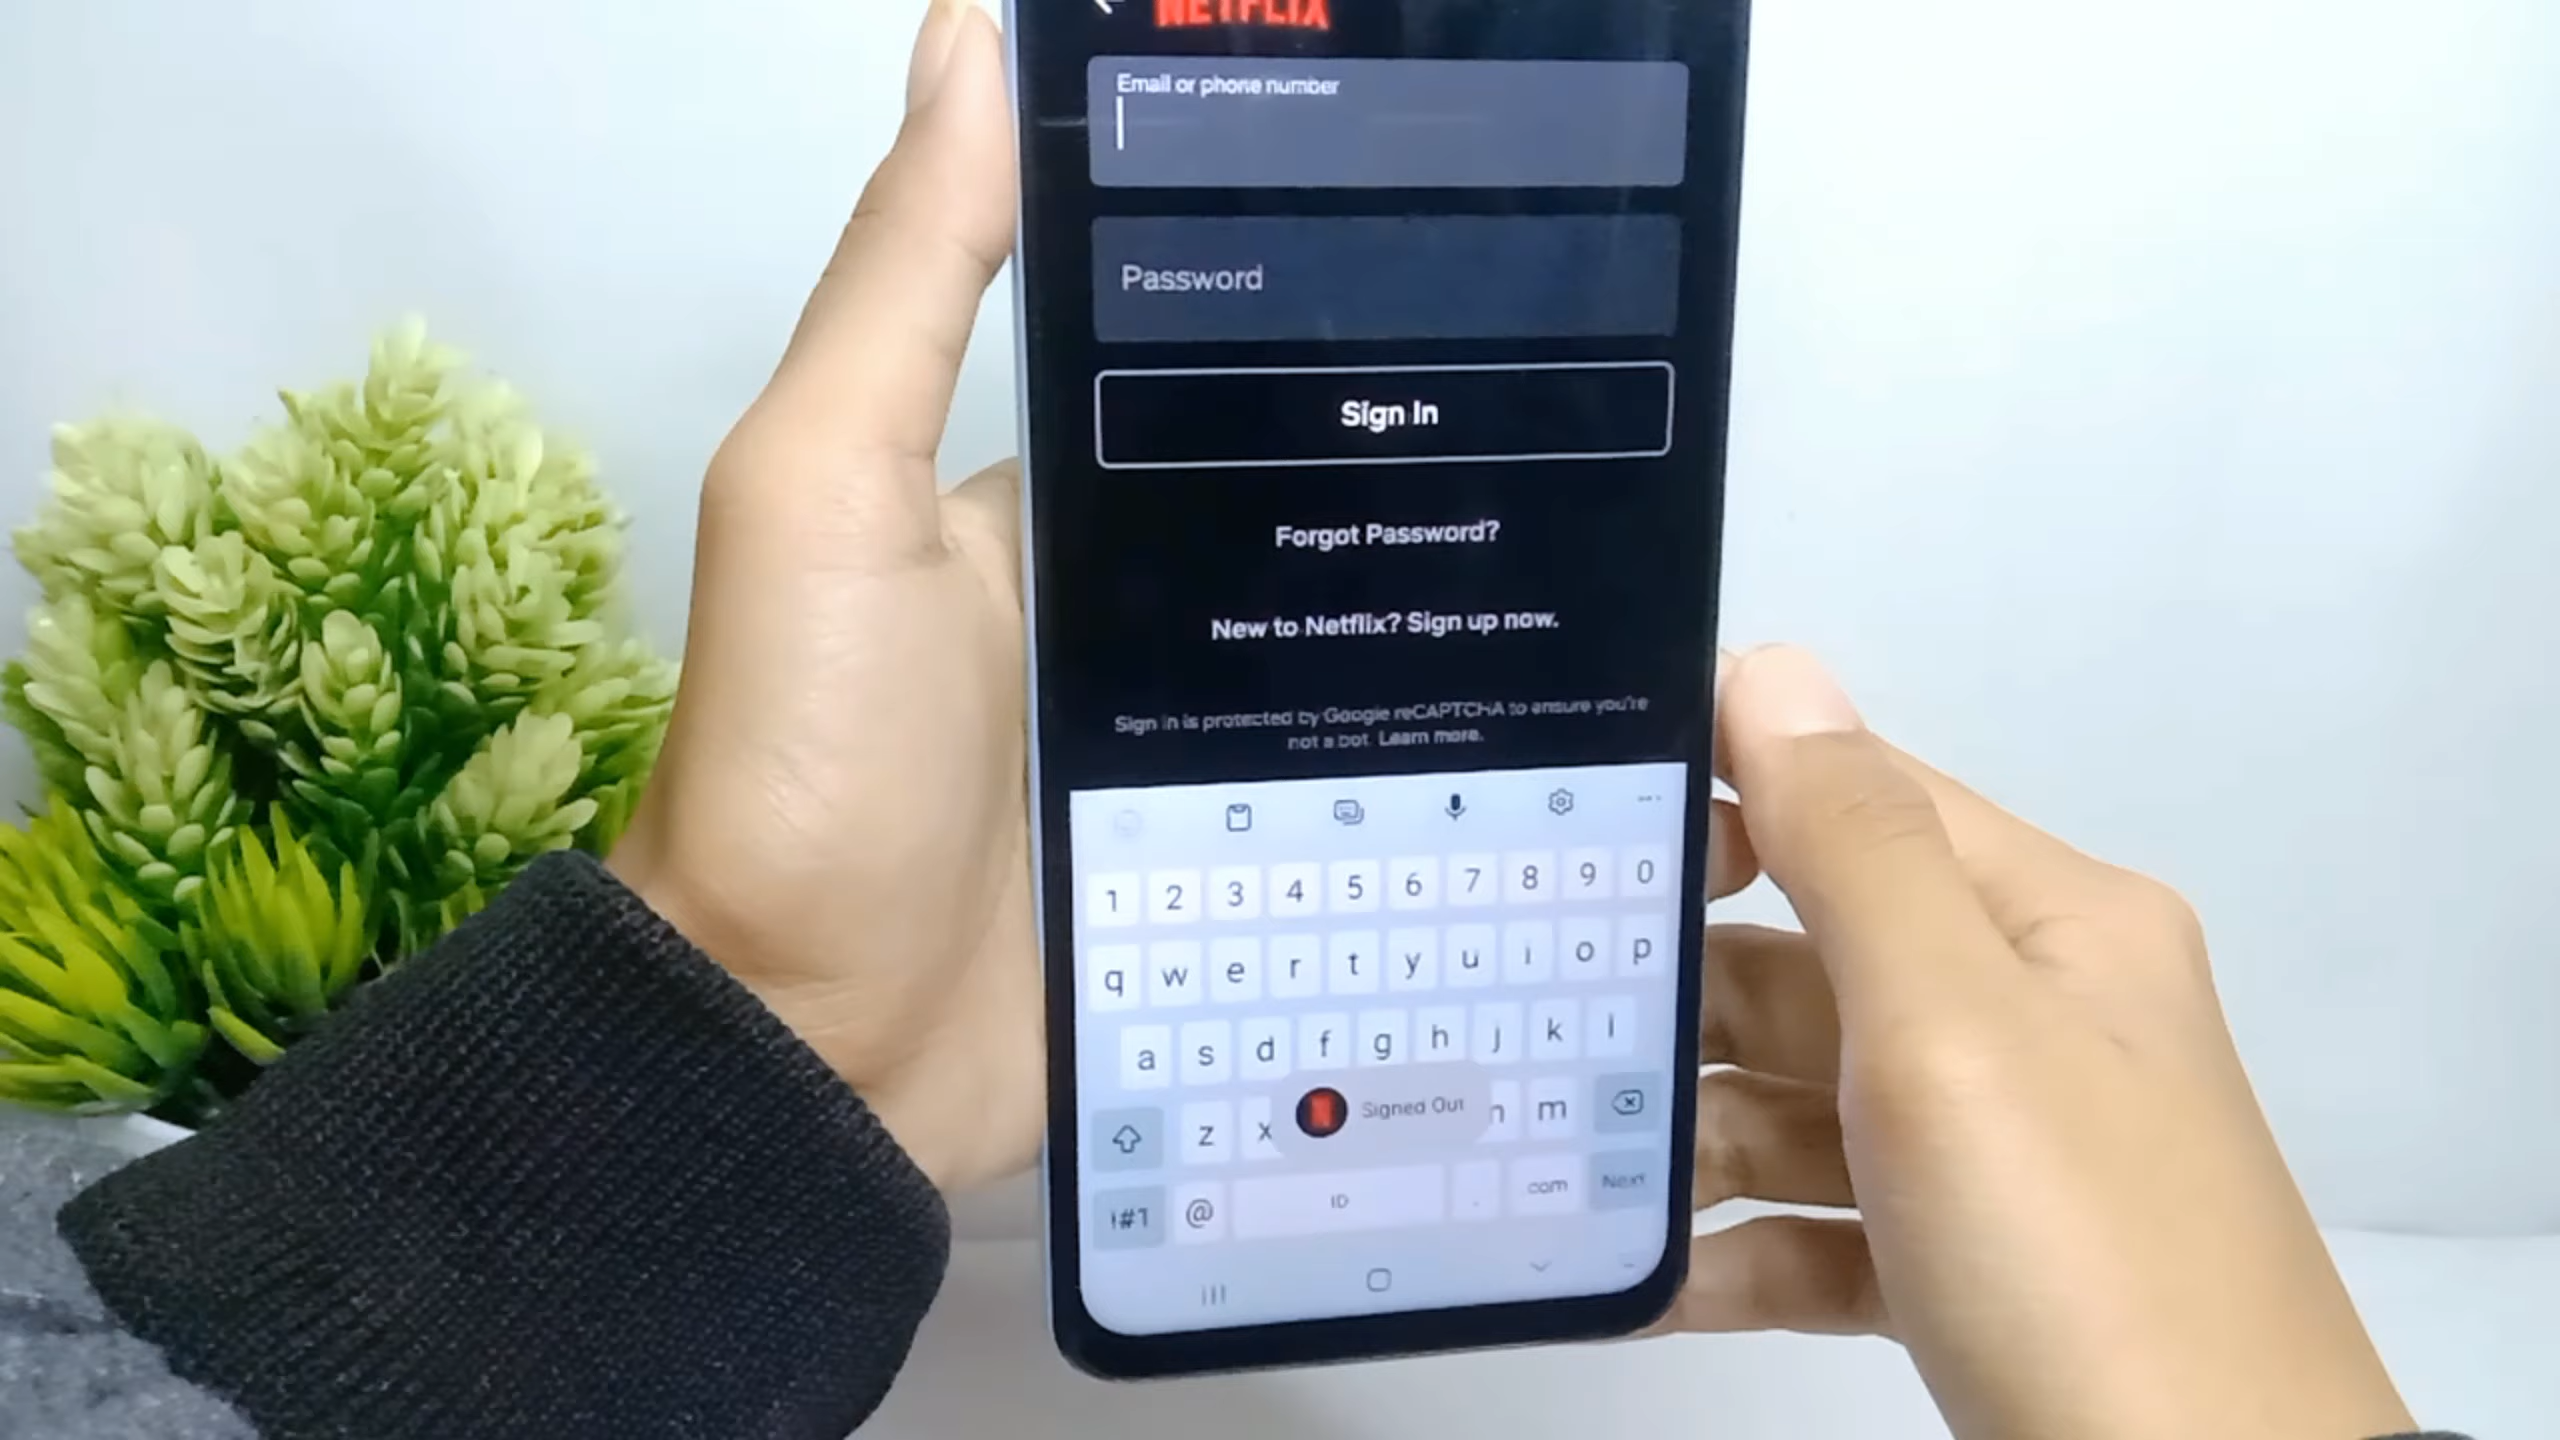 NETFLIX
Email or phone number
Password
Sign In
Forgot Password?
New to Netflix? Sign up now.
Sign in is protected by Google reCAPTCHA to ensure you're
not a bot. Learn more.
1 2 3 4 5 6 7 8 9 0
q w e r t y u i o p
a s d f g h j k l
z x n m
Signed Out
!#1 @ ID . com Next